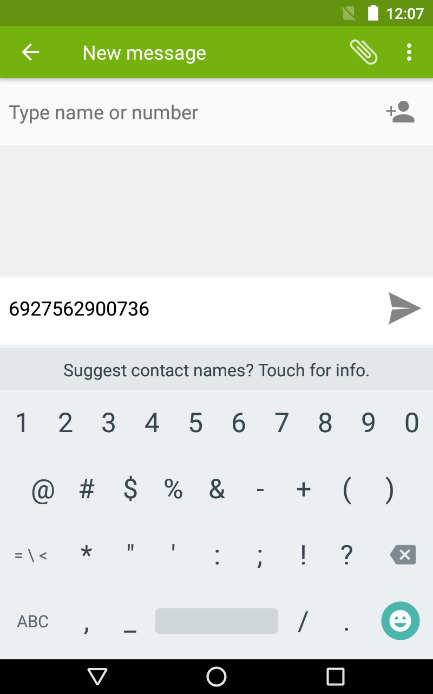 12:07
New message
Type name or number
6927562900736
Suggest contact names? Touch for info.
1 2 3 4 5 6 7 8 9 0
@ # $ % & - + ( )
= \ < * " ' : ; ! ?
ABC , _ / .